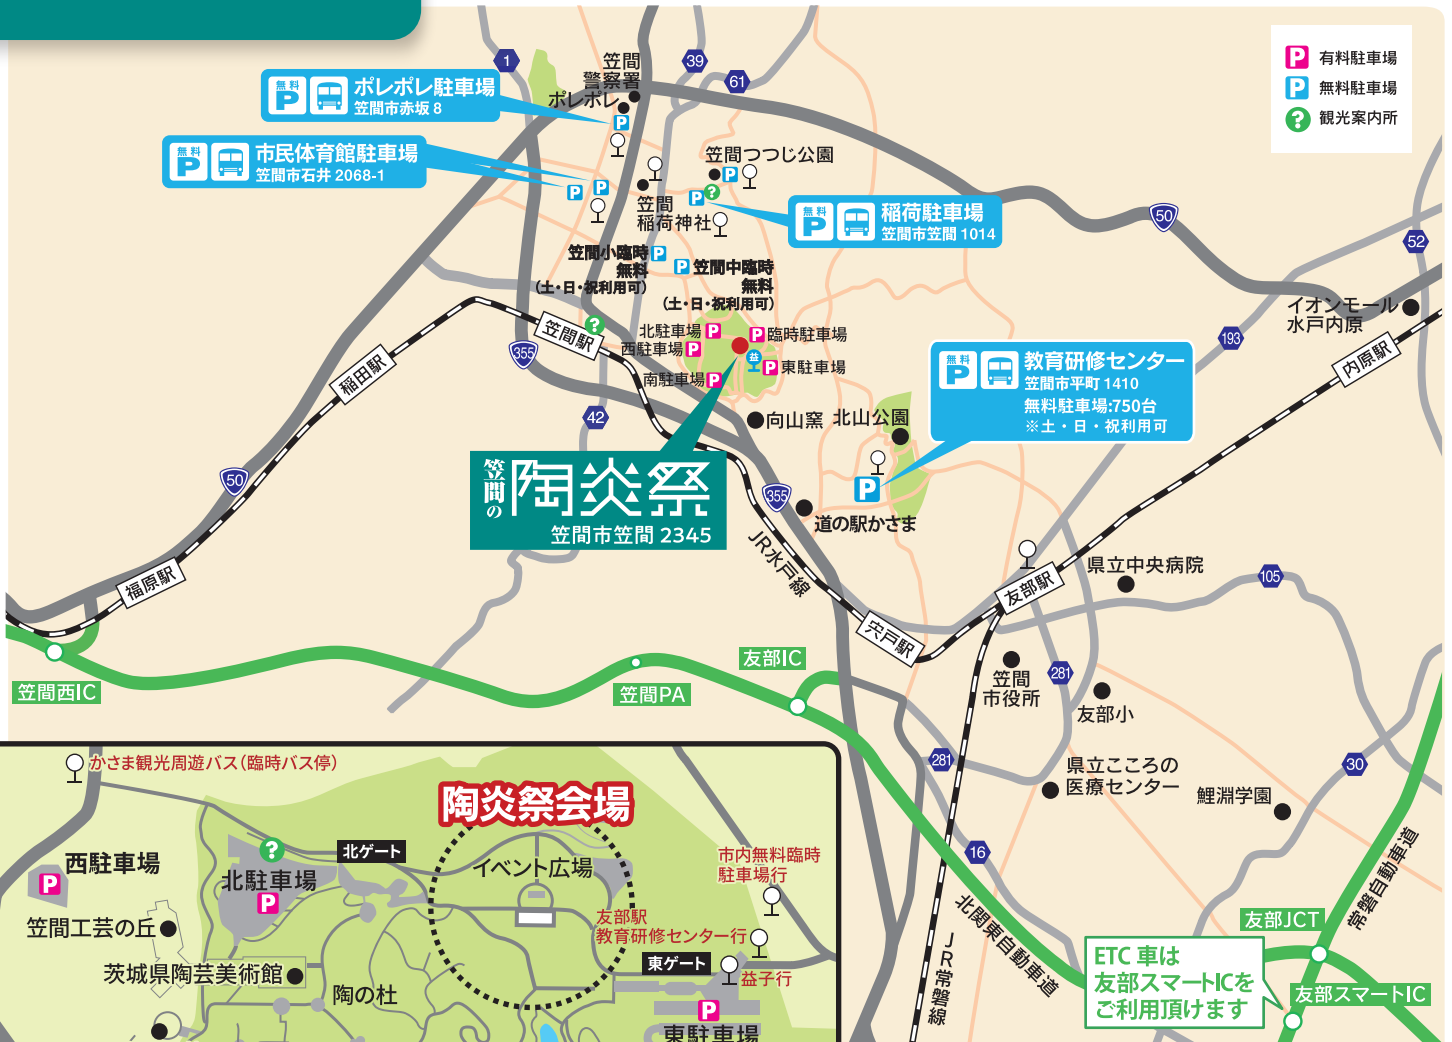 有料駐車場
無料駐車場
観光案内所
1
39
61
笠間
警察署
ポレポレ
無料
P
ポレポレ駐車場
笠間市赤坂 8
無料
P
市民体育館駐車場
笠間市石井 2068-1
笠間つつじ公園
笠間
稲荷神社
無料
P
稲荷駐車場
笠間市笠間 1014
50
52
笠間小臨時
無料
(土・日・祝利用可)
笠間中臨時
無料
(土・日・祝利用可)
イオンモール
水戸内原
193
内原駅
笠間駅
355
稲田駅
北駐車場
西駐車場
南駐車場
臨時駐車場
益
東駐車場
無料
P
教育研修センター
笠間市平町 1410
無料駐車場:750台
※土・日・祝利用可
42
向山窯
北山公園
50
笠間の
陶炎祭
笠間市笠間 2345
355
道の駅かさま
JR水戸線
福原駅
友部駅
県立中央病院
105
宍戸駅
笠間西IC
笠間PA
友部IC
笠間
市役所
281
友部小
281
県立こころの
医療センター
30
鯉淵学園
16
北関東自動車道
JR常磐線
常磐自動車道
友部JCT
ETC 車は
友部スマートICを
ご利用頂けます
友部スマートIC
かさま観光周遊バス(臨時バス停)
陶炎祭会場
西駐車場
P
北駐車場
P
北ゲート
イベント広場
市内無料臨時
駐車場行
笠間工芸の丘
友部駅
教育研修センター行
茨城県陶芸美術館
東ゲート
益子行
陶の杜
P
東駐車場